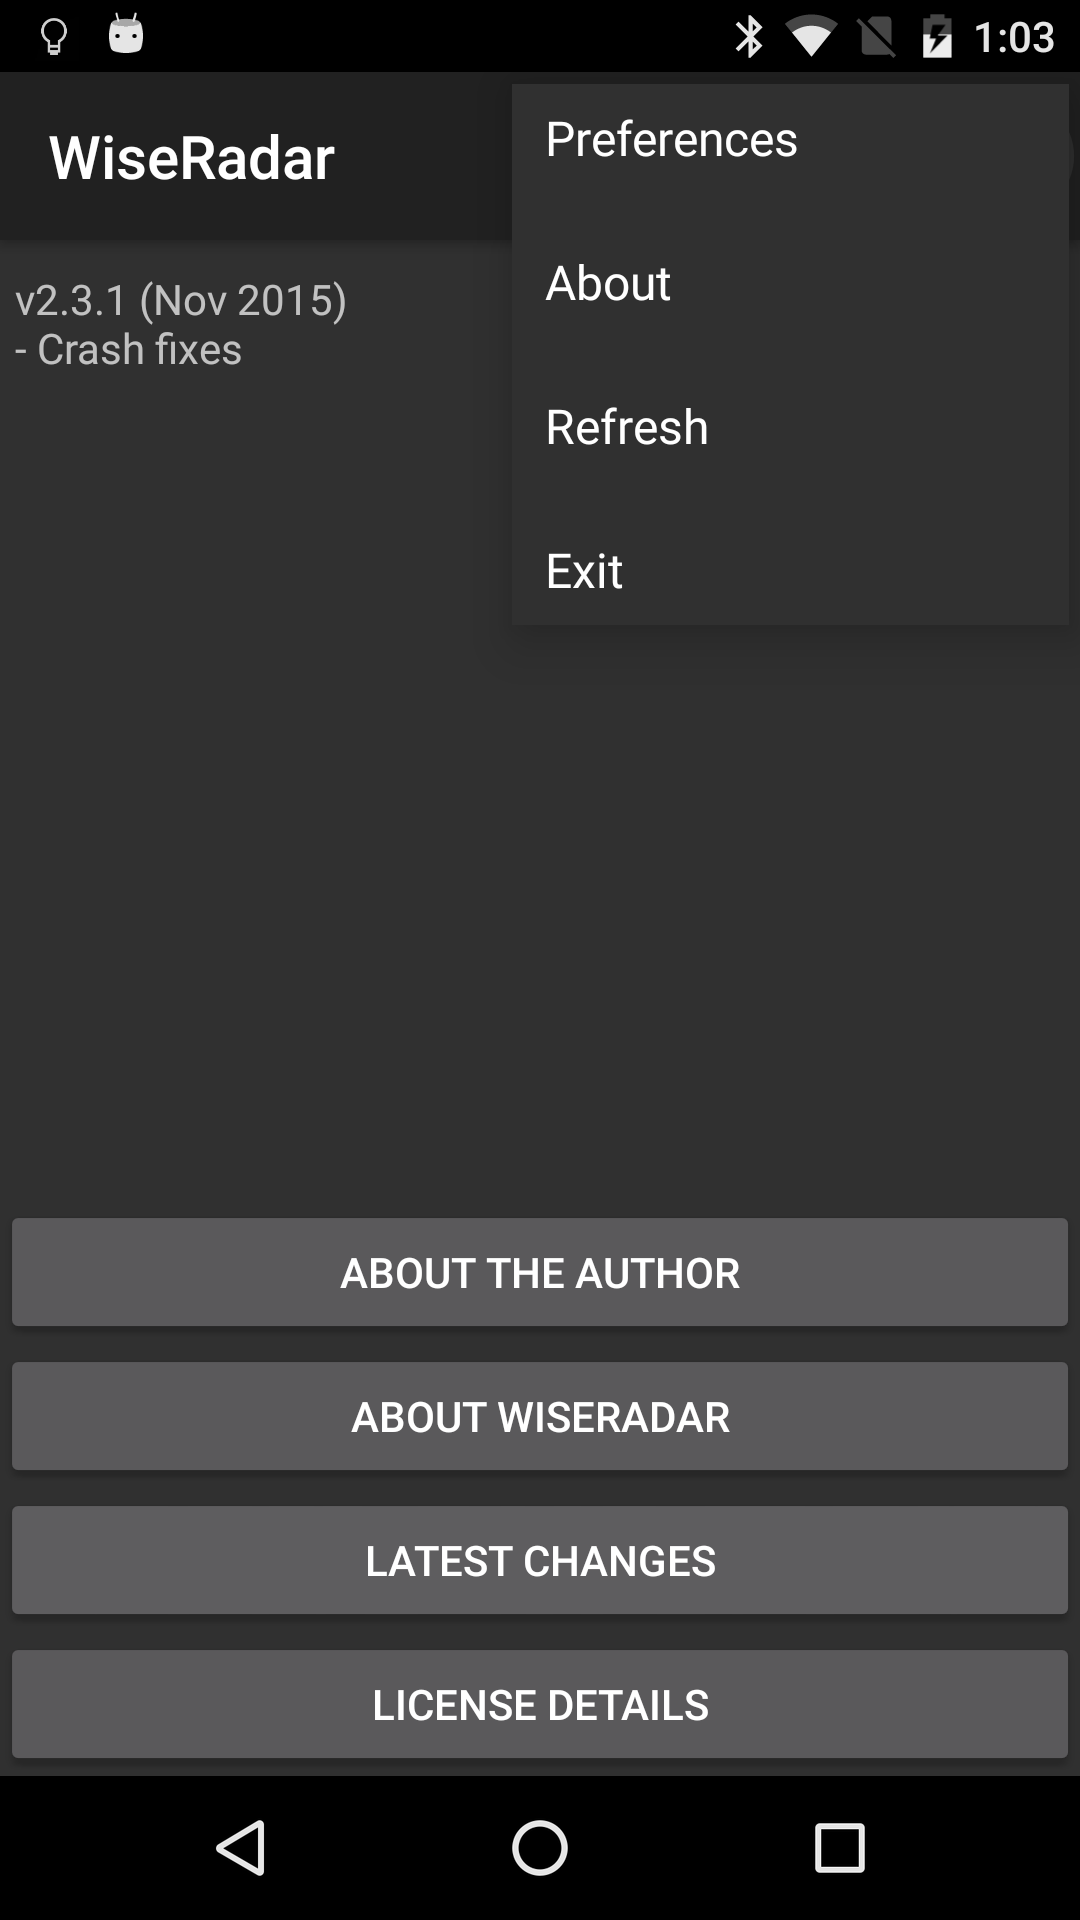 1:03
WiseRadar
Preferences
About
Refresh
Exit
v2.3.1 (Nov 2015)
- Crash fixes
ABOUT THE AUTHOR
ABOUT WISERADAR
LATEST CHANGES
LICENSE DETAILS